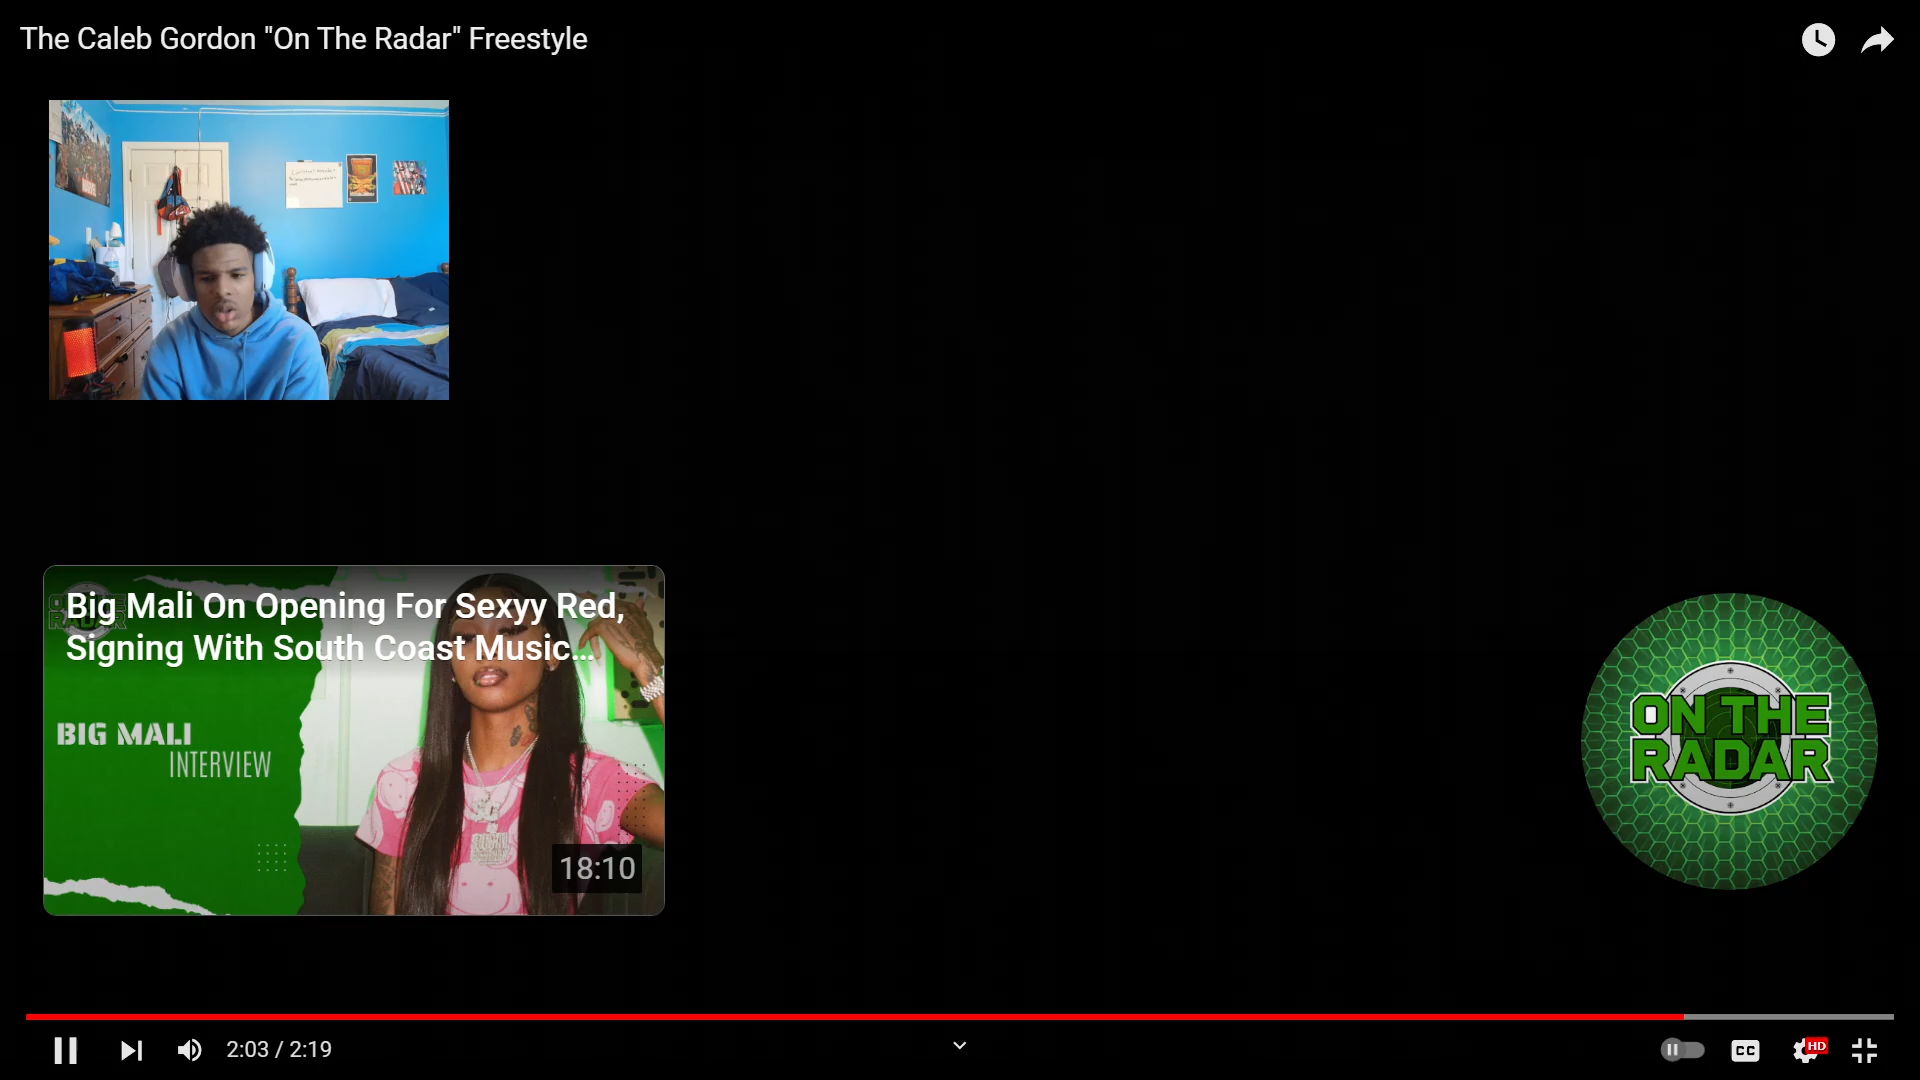 The Caleb Gordon "On The Radar" Freestyle
Big Mali On Opening For Sexyy Red,
Signing With South Coast Music...
BIG MALI
INTERVIEW
18:10
ON THE
RADAR
2:03 / 2:19
CC
HD